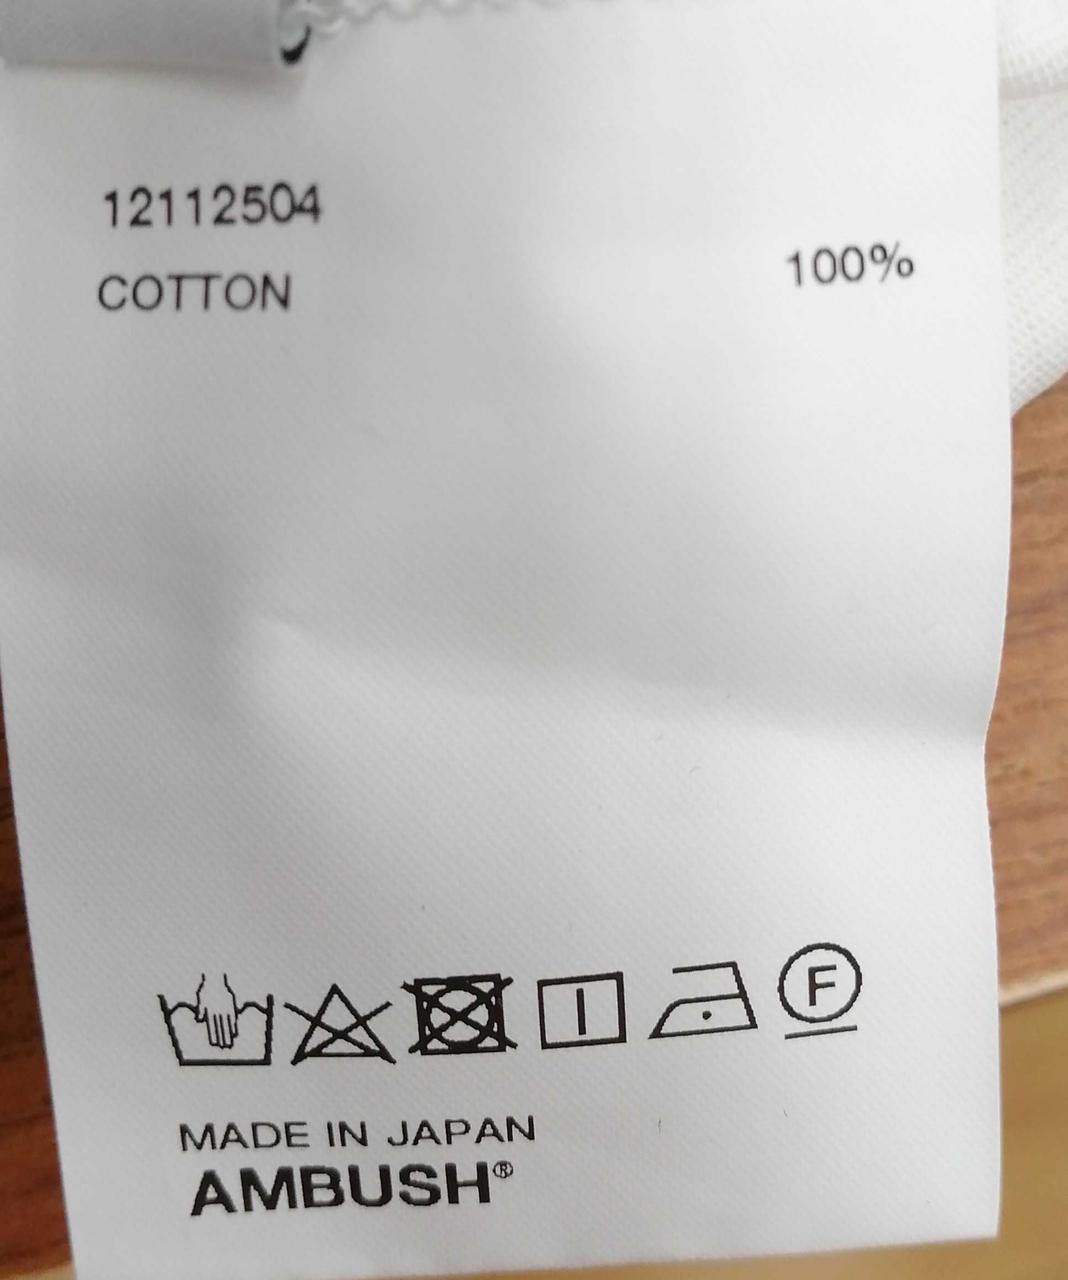 12112504
COTTON 100%
F
MADE IN JAPAN
AMBUSH®